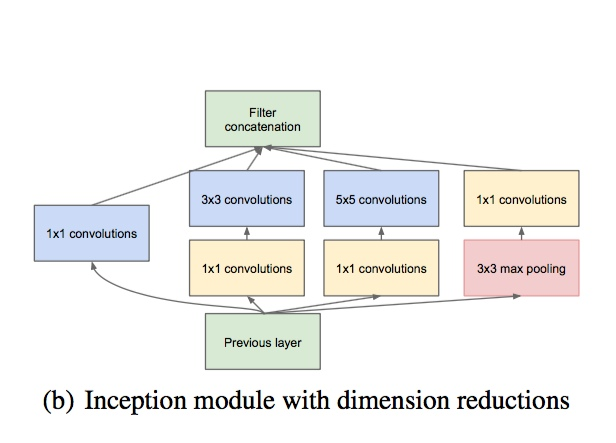 Filter
concatenation
3x3 convolutions
5x5 convolutions
1x1 convolutions
1x1 convolutions
1x1 convolutions
1x1 convolutions
3x3 max pooling
Previous layer
(b) Inception module with dimension reductions